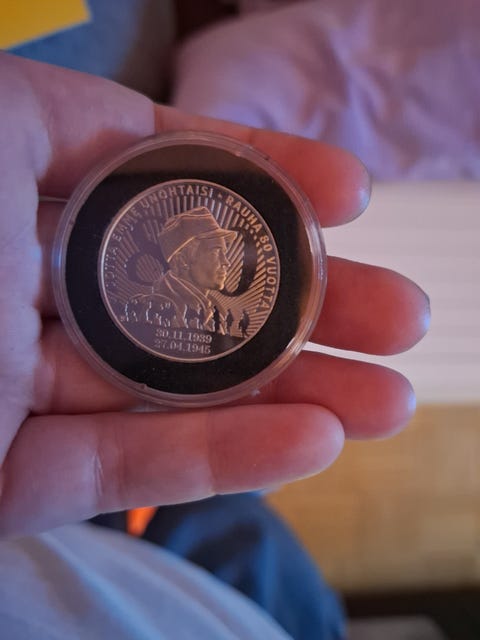 EMME UNOHTAISI · RAUHA 80 VUOTTA
30.11.1939
27.04.1945